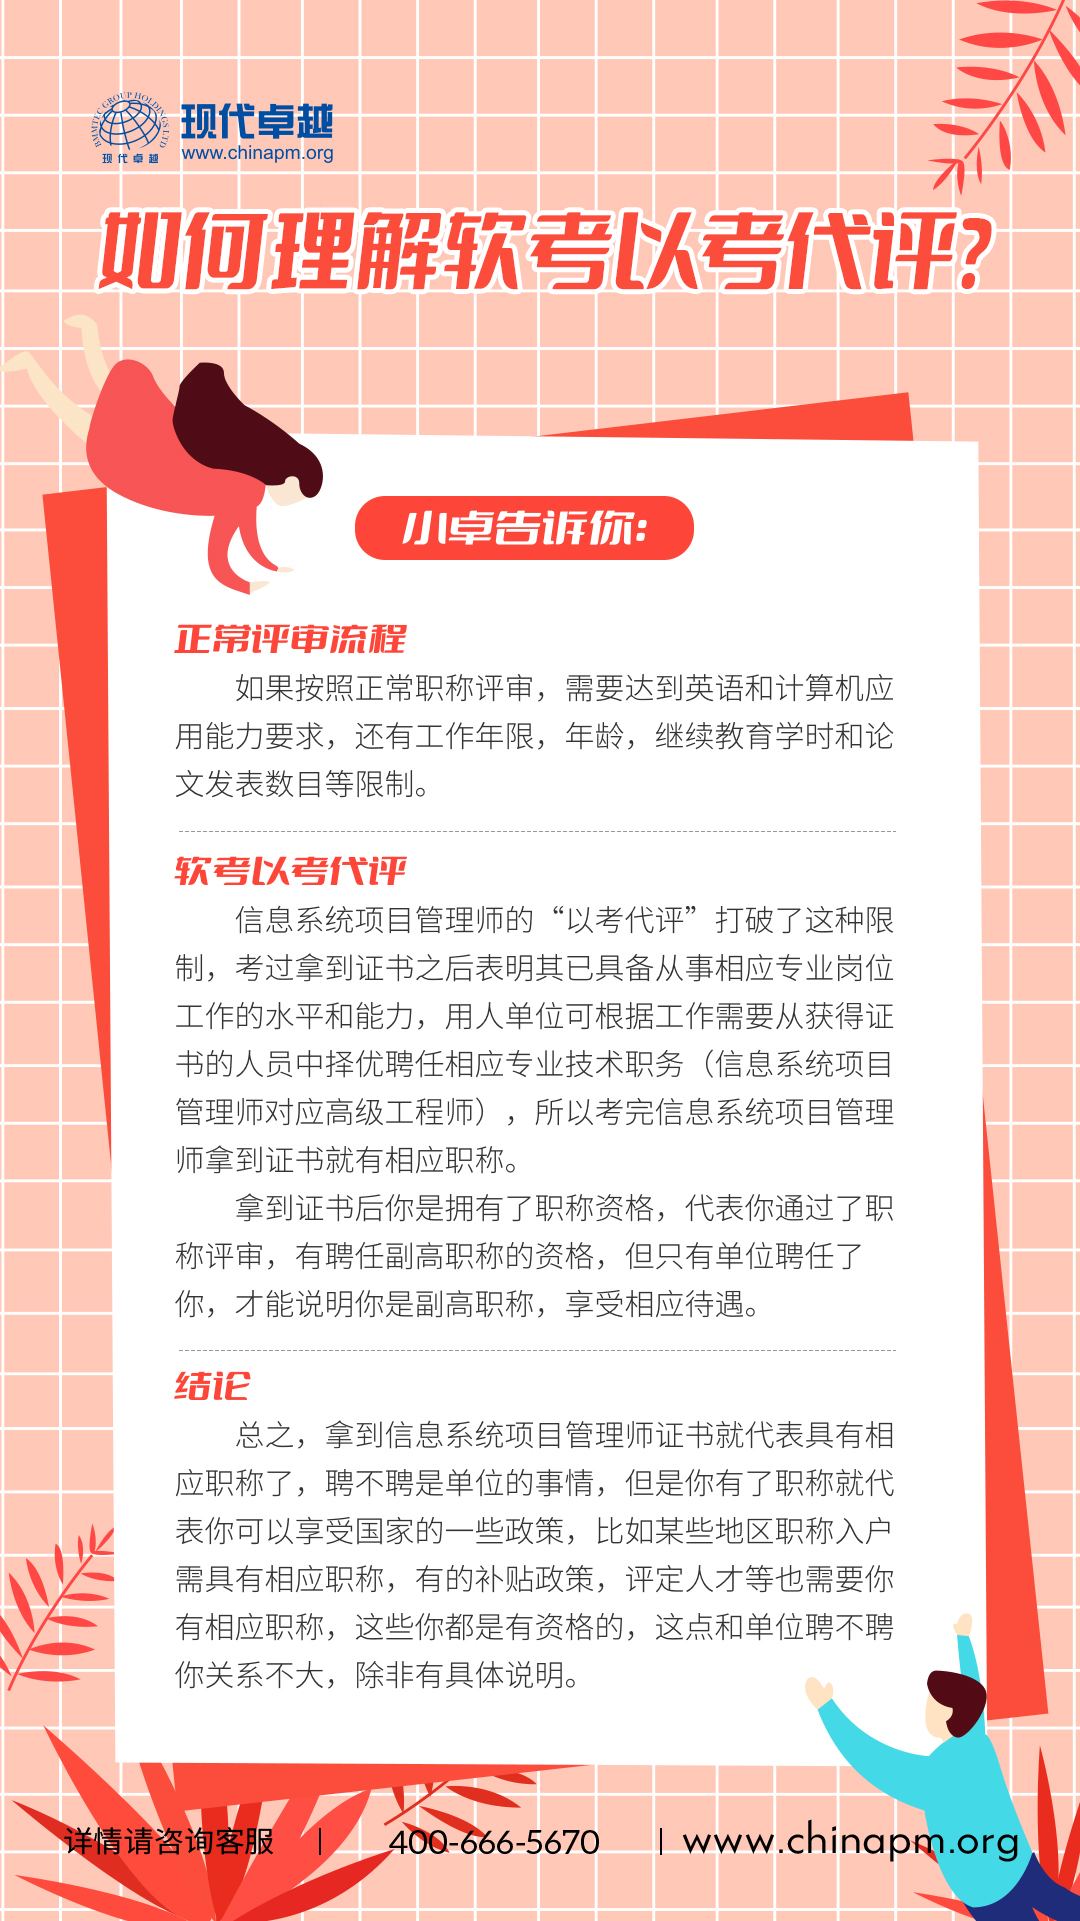 BMMTEC GROUP HOLDINGS LTD
现代卓越
现代卓越
www.chinapm.org
如何理解软考以考代评?
小卓告诉你:
正常评审流程
如果按照正常职称评审，需要达到英语和计算机应
用能力要求，还有工作年限，年龄，继续教育学时和论
文发表数目等限制。
软考以考代评
信息系统项目管理师的“以考代评”打破了这种限
制，考过拿到证书之后表明其已具备从事相应专业岗位
工作的水平和能力，用人单位可根据工作需要从获得证
书的人员中择优聘任相应专业技术职务（信息系统项目
管理师对应高级工程师），所以考完信息系统项目管理
师拿到证书就有相应职称。
拿到证书后你是拥有了职称资格，代表你通过了职
称评审，有聘任副高职称的资格，但只有单位聘任了
你，才能说明你是副高职称，享受相应待遇。
结论
总之，拿到信息系统项目管理师证书就代表具有相
应职称了，聘不聘是单位的事情，但是你有了职称就代
表你可以享受国家的一些政策，比如某些地区职称入户
需具有相应职称，有的补贴政策，评定人才等也需要你
有相应职称，这些你都是有资格的，这点和单位聘不聘
你关系不大，除非有具体说明。
详情请咨询客服 | 400-666-5670 | www.chinapm.org